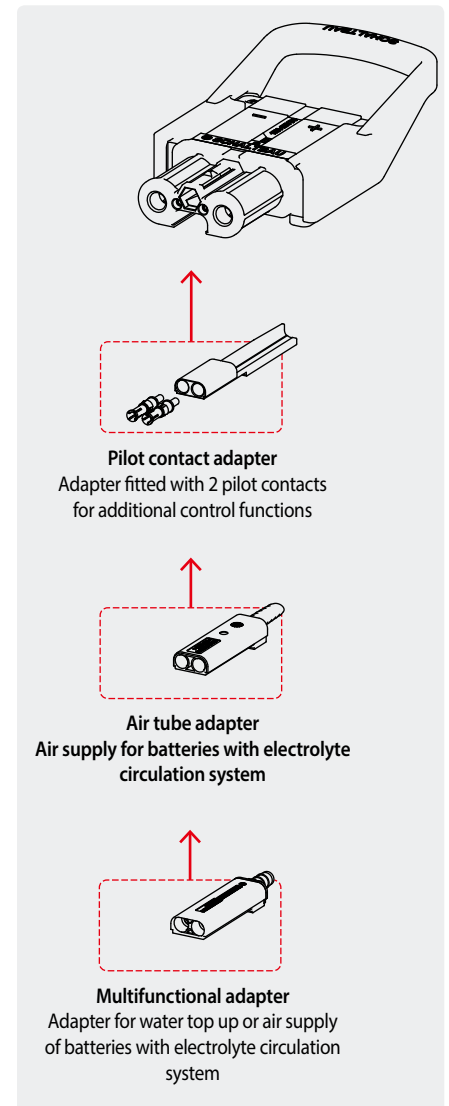 SCHALTBAU
− +
SCHALTBAU
Pilot contact adapter
Adapter fitted with 2 pilot contacts
for additional control functions
Air tube adapter
Air supply for batteries with electrolyte
circulation system
Multifunctional adapter
Adapter for water top up or air supply
of batteries with electrolyte circulation
system